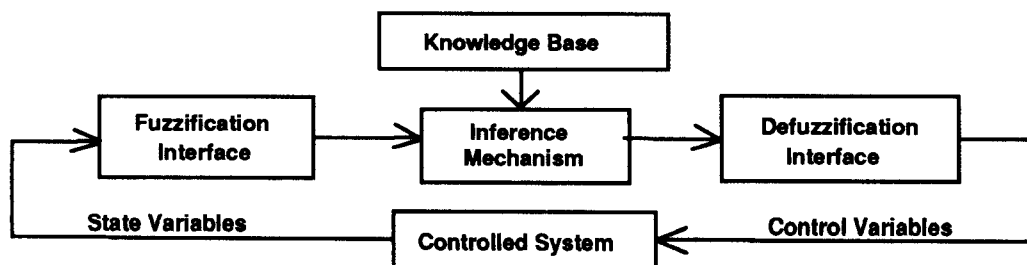 Knowledge Base
Fuzzification
Interface
Inference
Mechanism
Defuzzification
Interface
State Variables
Controlled System
Control Variables